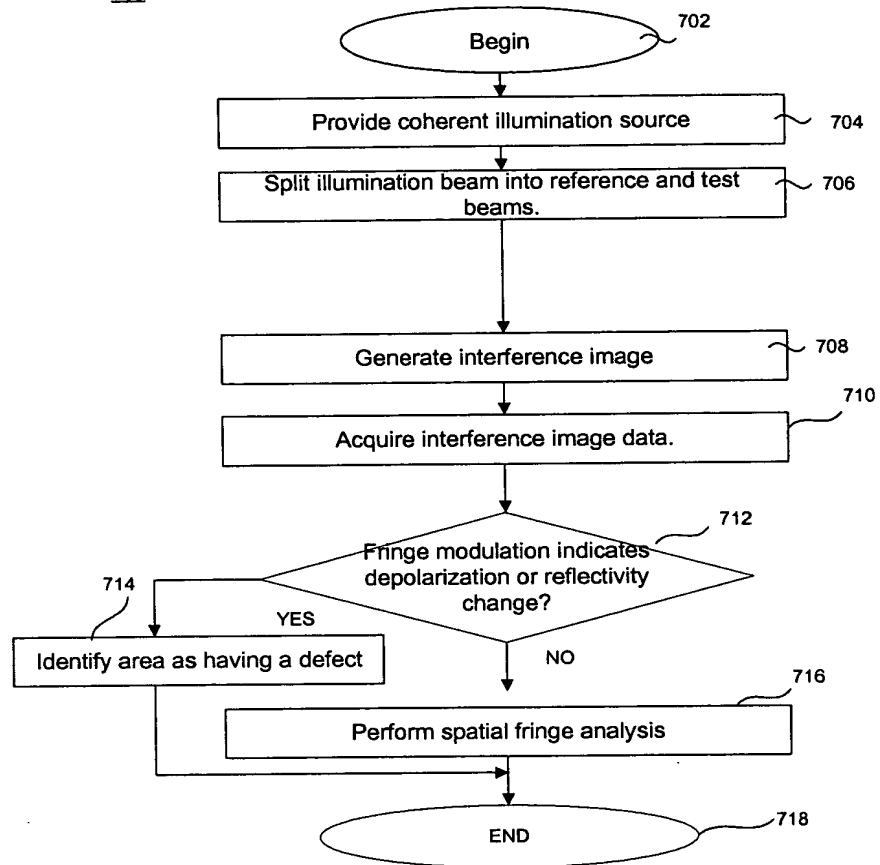 Begin
702
Provide coherent illumination source
704
Split illumination beam into reference and test
beams.
706
Generate interference image
708
Acquire interference image data.
710
Fringe modulation indicates
depolarization or reflectivity
change?
712
714
YES
Identify area as having a defect
NO
716
Perform spatial fringe analysis
END
718